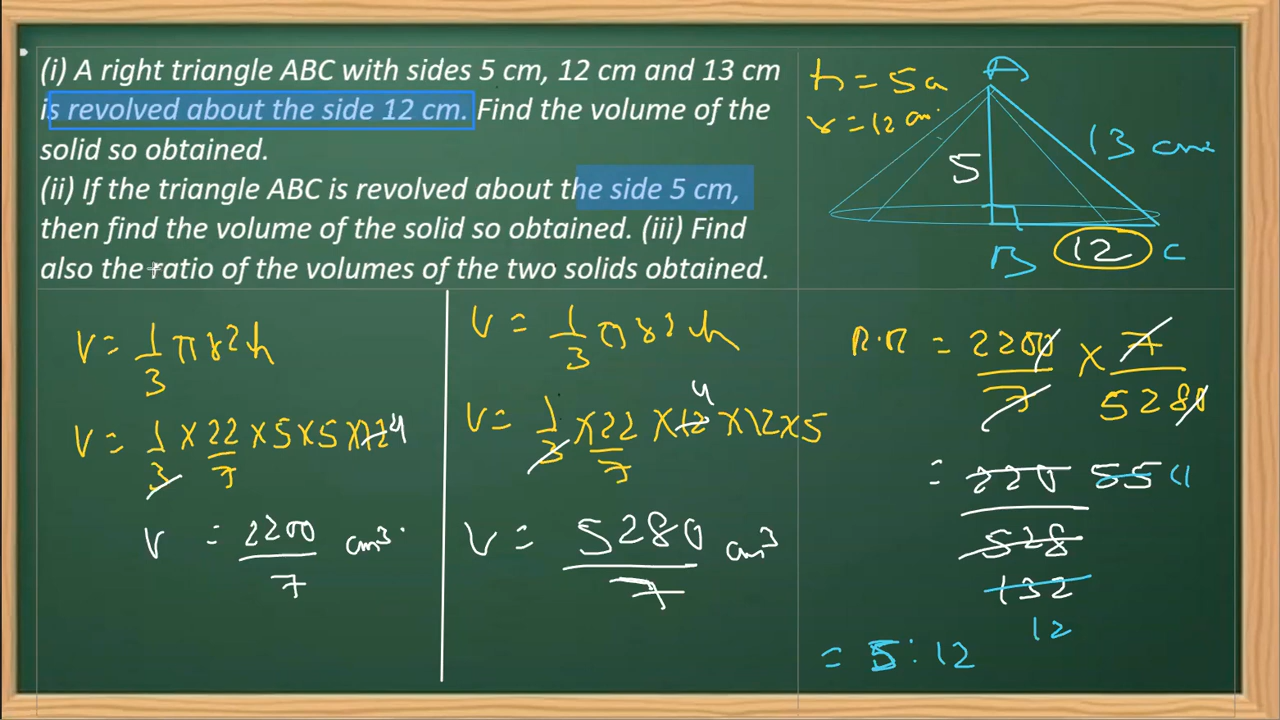 (i) A right triangle ABC with sides 5 cm, 12 cm and 13 cm
is revolved about the side 12 cm. Find the volume of the
solid so obtained.
(ii) If the triangle ABC is revolved about the side 5 cm,
then find the volume of the solid so obtained. (iii) Find
also the ratio of the volumes of the two solids obtained.
h = 5 cm
r = 12 cm
A
5
13 cm
B 12 C
V = 1/3 πr2h
V = 1/3 × 22/7 × 5 × 5 × 12 4
V = 2200/7 cm³
V = 1/3 πr2h
V = 1/3 × 22/7 × 12 4 × 12 × 5
V = 5280/7 cm³
= 2200/7 × 7/5280
= 220 55
528
132
12
= 5:12